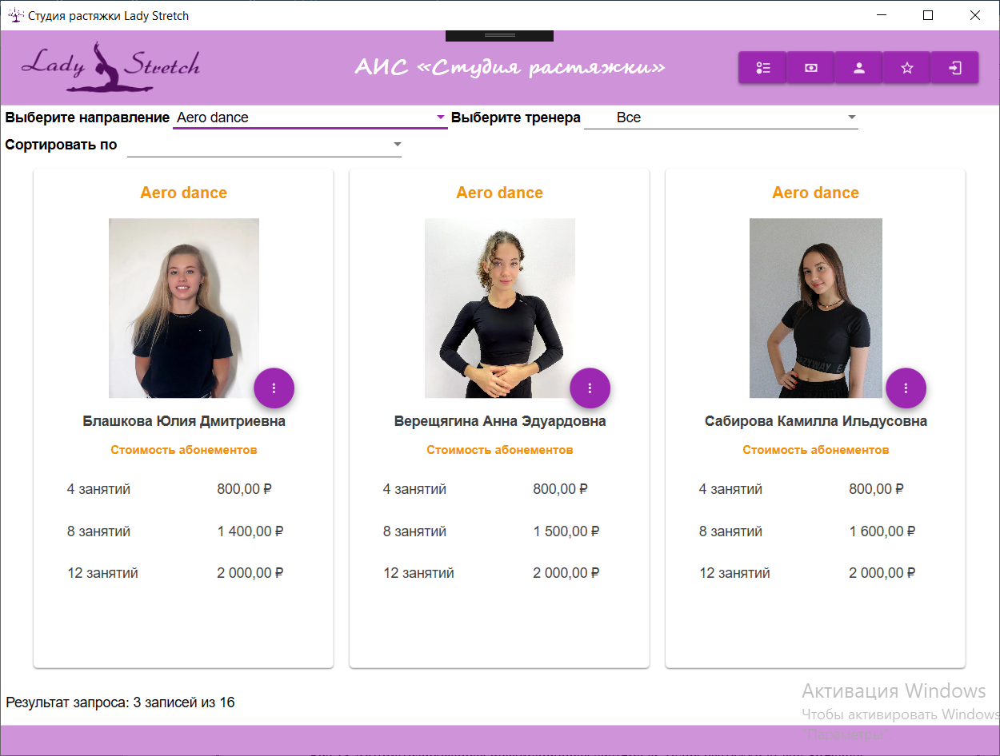 Студия растяжки Lady Stretch
Lady Stretch
АИС «Студия растяжки»
Выберите направление Aero dance Выберите тренера Все
Сортировать по
Aero dance
Aero dance
Aero dance
Блашкова Юлия Дмитриевна
Верещягина Анна Эдуардовна
Сабирова Камилла Ильдусовна
Стоимость абонементов
Стоимость абонементов
Стоимость абонементов
4 занятий 800,00 ₽
4 занятий 800,00 ₽
4 занятий 800,00 ₽
8 занятий 1 400,00 ₽
8 занятий 1 500,00 ₽
8 занятий 1 600,00 ₽
12 занятий 2 000,00 ₽
12 занятий 2 000,00 ₽
12 занятий 2 000,00 ₽
Результат запроса: 3 записей из 16
Активация Windows
Чтобы активировать Windows
"Параметры"